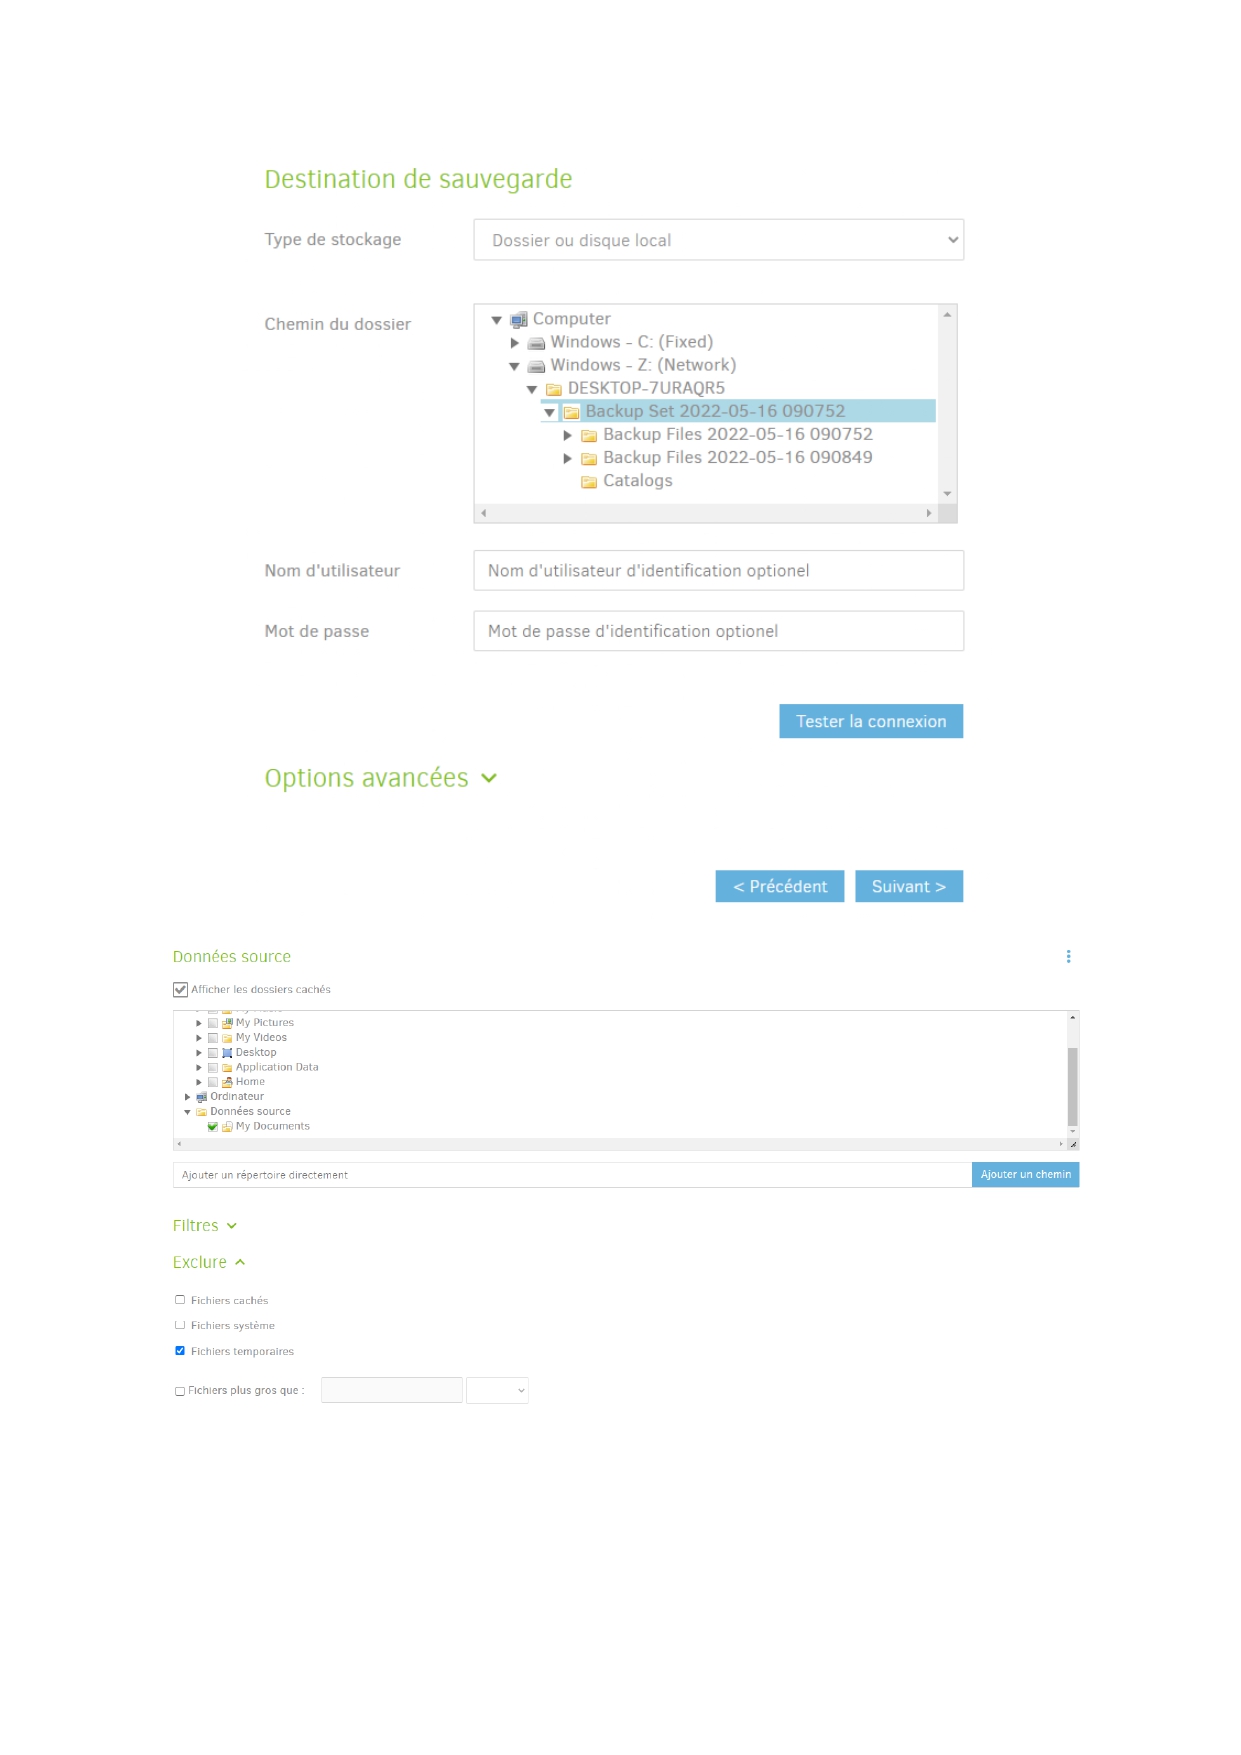 Destination de sauvegarde
Type de stockage
Dossier ou disque local
Chemin du dossier
Computer
Windows - C: (Fixed)
Windows - Z: (Network)
DESKTOP-7URAQR5
Backup Set 2022-05-16 090752
Backup Files 2022-05-16 090752
Backup Files 2022-05-16 090849
Catalogs
Nom d'utilisateur
Nom d'utilisateur d'identification optionel
Mot de passe
Mot de passe d'identification optionel
Tester la connexion
Options avancées
< Précédent
Suivant >
Données source
Afficher les dossiers cachés
My Pictures
My Videos
Desktop
Application Data
Home
Ordinateur
Données source
My Documents
Ajouter un répertoire directement
Ajouter un chemin
Filtres
Exclure
Fichiers cachés
Fichiers système
Fichiers temporaires
Fichiers plus gros que :